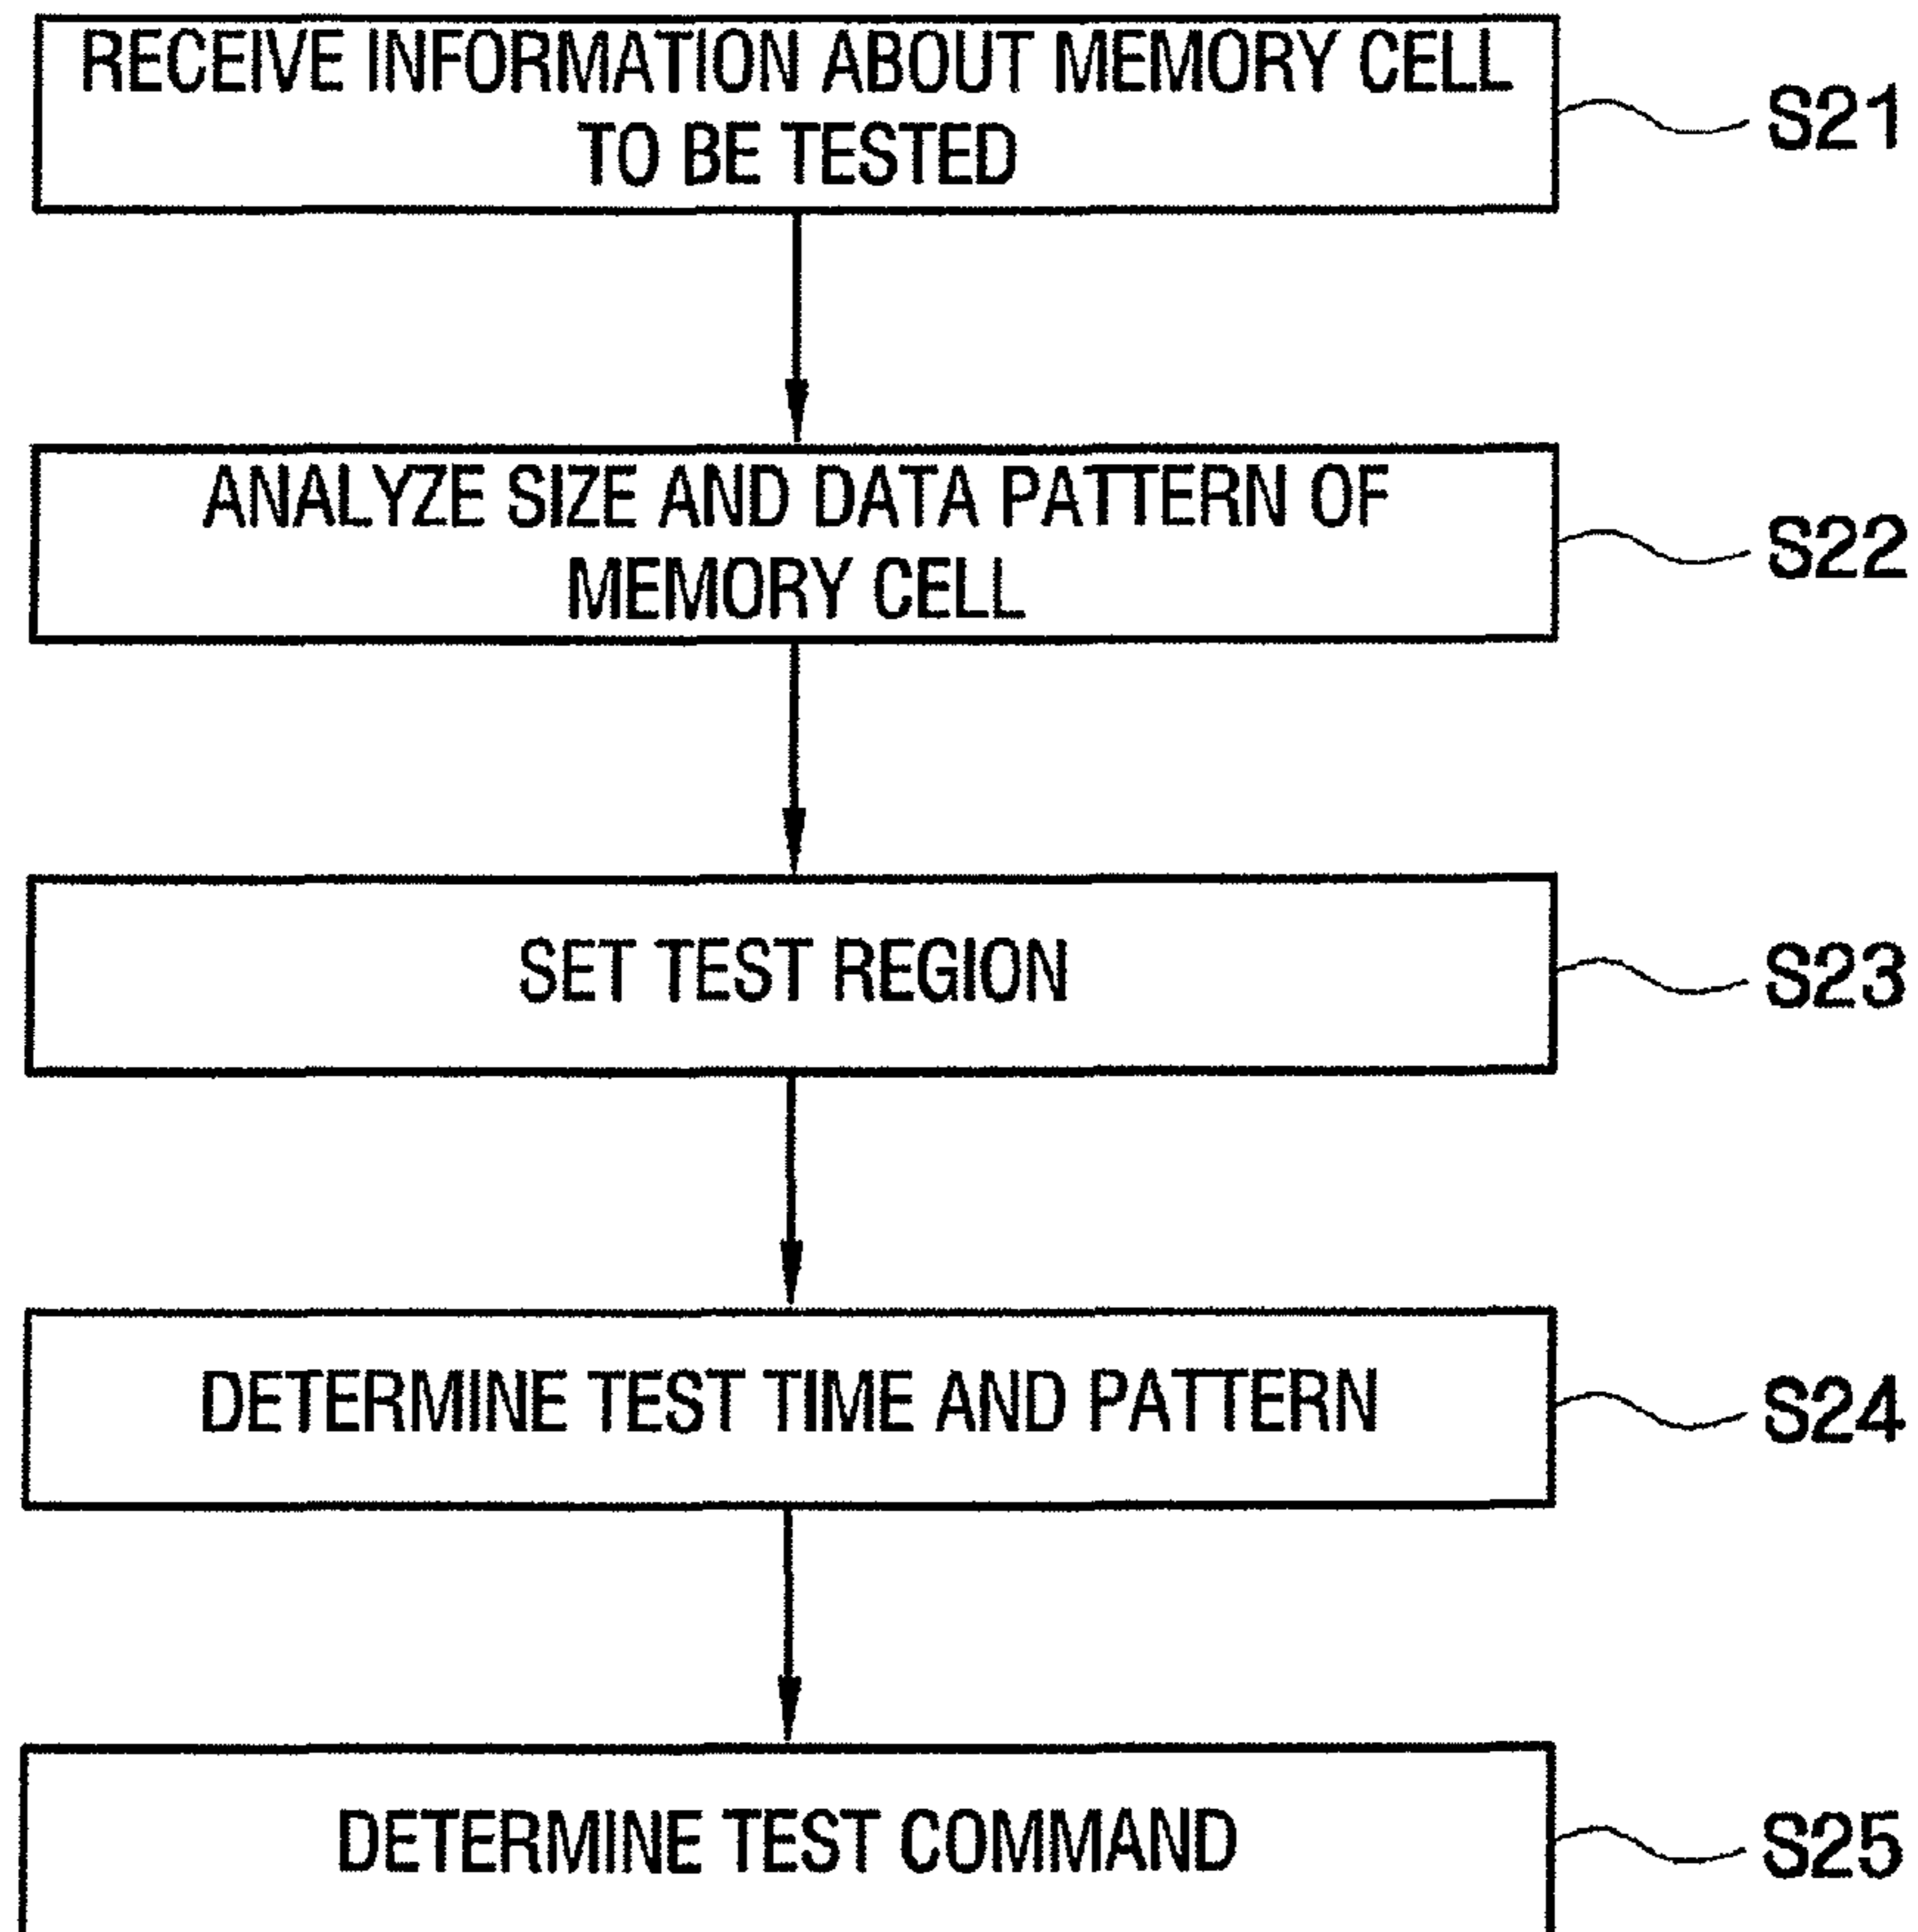 RECEIVE INFORMATION ABOUT MEMORY CELL
TO BE TESTED
S21
ANALYZE SIZE AND DATA PATTERN OF
MEMORY CELL
S22
SET TEST REGION
S23
DETERMINE TEST TIME AND PATTERN
S24
DETERMINE TEST COMMAND
S25